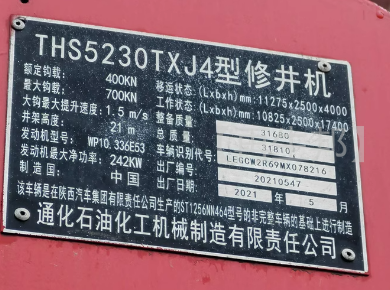 THS5230TXJ4型修井机
额定钩载: 400KN 移运状态: (Lxbxh) mm: 11275x2500x4000
最大钩载: 700KN 工作状态: (Lxbxh) mm: 10825x2500x17400
大钩最大提升速度: 1.5 m/s 整备质量: 31680
井架高度: 21 m 总质量: 31810
发动机型号: WP10.336E53 车辆识别代号: LEGCW2R69MX078216
发动机最大净功率: 242KW 出厂编号: 20210547
制造国: 中国 出厂日期: 2021 年 5 月
该车辆是在陕西汽车集团有限责任公司生产的ST1256NN464型号的非完整车辆的基础上进行制造
通化石油化工机械制造有限责任公司